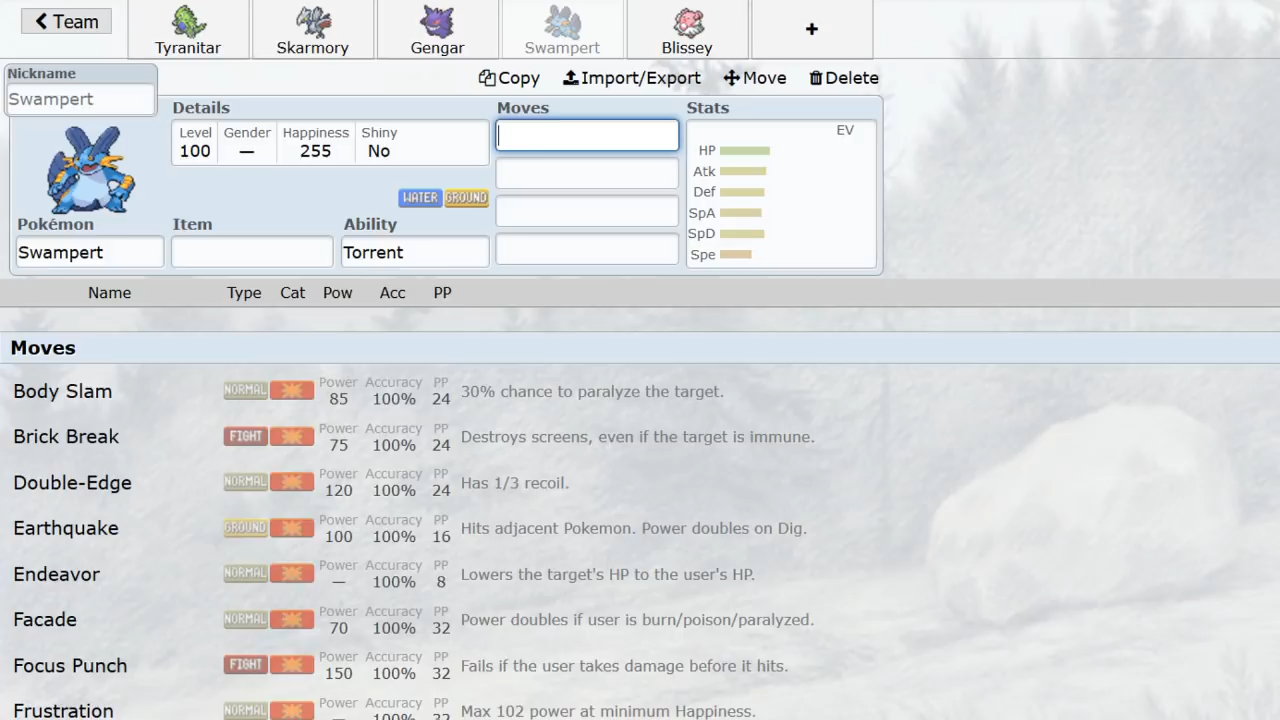 Team
Tyranitar
Skarmory
Gengar
Swampert
Blissey
+
Nickname
Swampert
Copy
Import/Export
Move
Delete
Details
Level
100
Gender
—
Happiness
255
Shiny
No
WATER
GROUND
Pokémon
Swampert
Item
Ability
Torrent
Moves
Stats
EV
HP
Atk
Def
SpA
SpD
Spe
Name Type Cat Pow Acc PP
Moves
Body Slam NORMAL Power 85 Accuracy 100% PP 24 30% chance to paralyze the target.
Brick Break FIGHT Power 75 Accuracy 100% PP 24 Destroys screens, even if the target is immune.
Double-Edge NORMAL Power 120 Accuracy 100% PP 24 Has 1/3 recoil.
Earthquake GROUND Power 100 Accuracy 100% PP 16 Hits adjacent Pokemon. Power doubles on Dig.
Endeavor NORMAL Power — Accuracy 100% PP 8 Lowers the target's HP to the user's HP.
Facade NORMAL Power 70 Accuracy 100% PP 32 Power doubles if user is burn/poison/paralyzed.
Focus Punch FIGHT Power 150 Accuracy 100% PP 32 Fails if the user takes damage before it hits.
Frustration NORMAL Power — Accuracy 100% PP 32 Max 102 power at minimum Happiness.